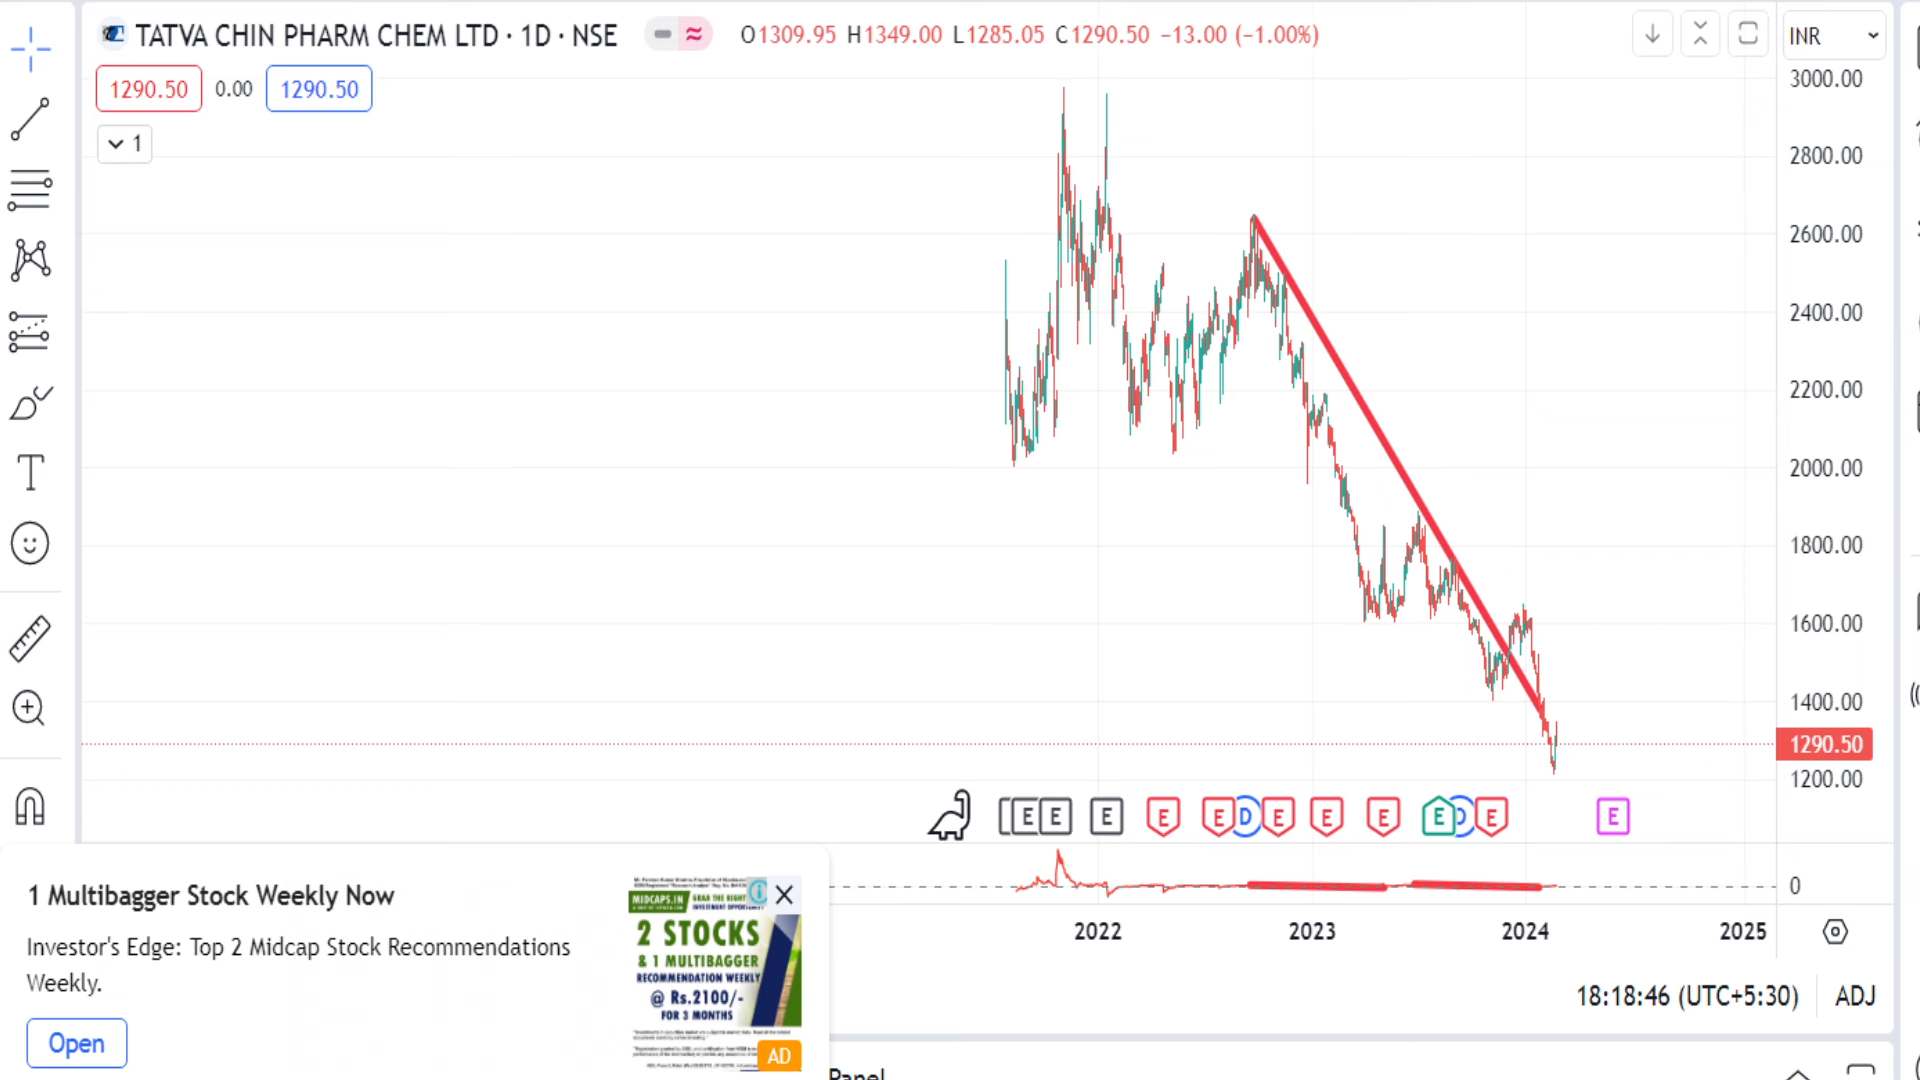 TATVA CHIN PHARM CHEM LTD · 1D · NSE
O1309.95 H1349.00 L1285.05 C1290.50 −13.00 (−1.00%)
INR
1290.50 0.00 1290.50
1
3000.00
2800.00
2600.00
2400.00
2200.00
2000.00
1800.00
1600.00
1400.00
1290.50
1200.00
E E E E E D E E E E D E E
0
2022 2023 2024 2025
18:18:46 (UTC+5:30) ADJ
1 Multibagger Stock Weekly Now
Investor's Edge: Top 2 Midcap Stock Recommendations
Weekly.
Open
MIDCAPS.IN
GRAB THE RIGHT
2 STOCKS
& 1 MULTIBAGGER
RECOMMENDATION WEEKLY
@ Rs.2100/-
FOR 3 MONTHS
AD
Panel